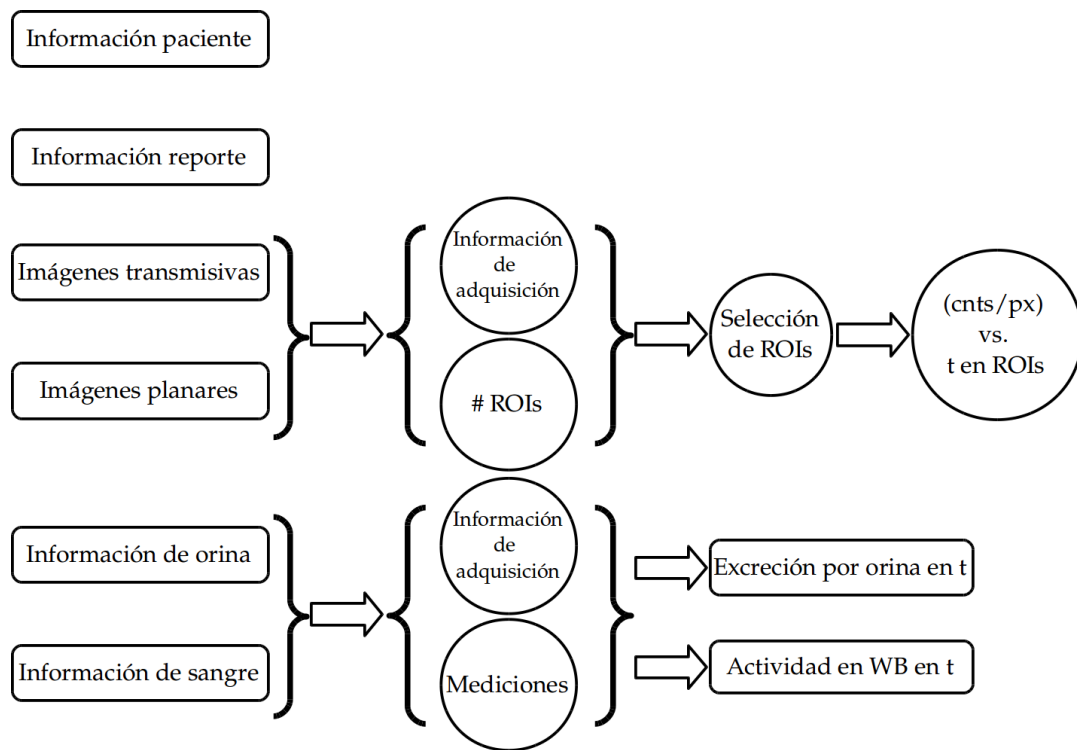 Información paciente
Información reporte
Imágenes transmisivas
Imágenes planares
Información
de
adquisición
# ROIs
Selección
de ROIs
(cnts/px)
vs.
t en ROIs
Información de orina
Información de sangre
Información
de
adquisición
Mediciones
Excreción por orina en t
Actividad en WB en t